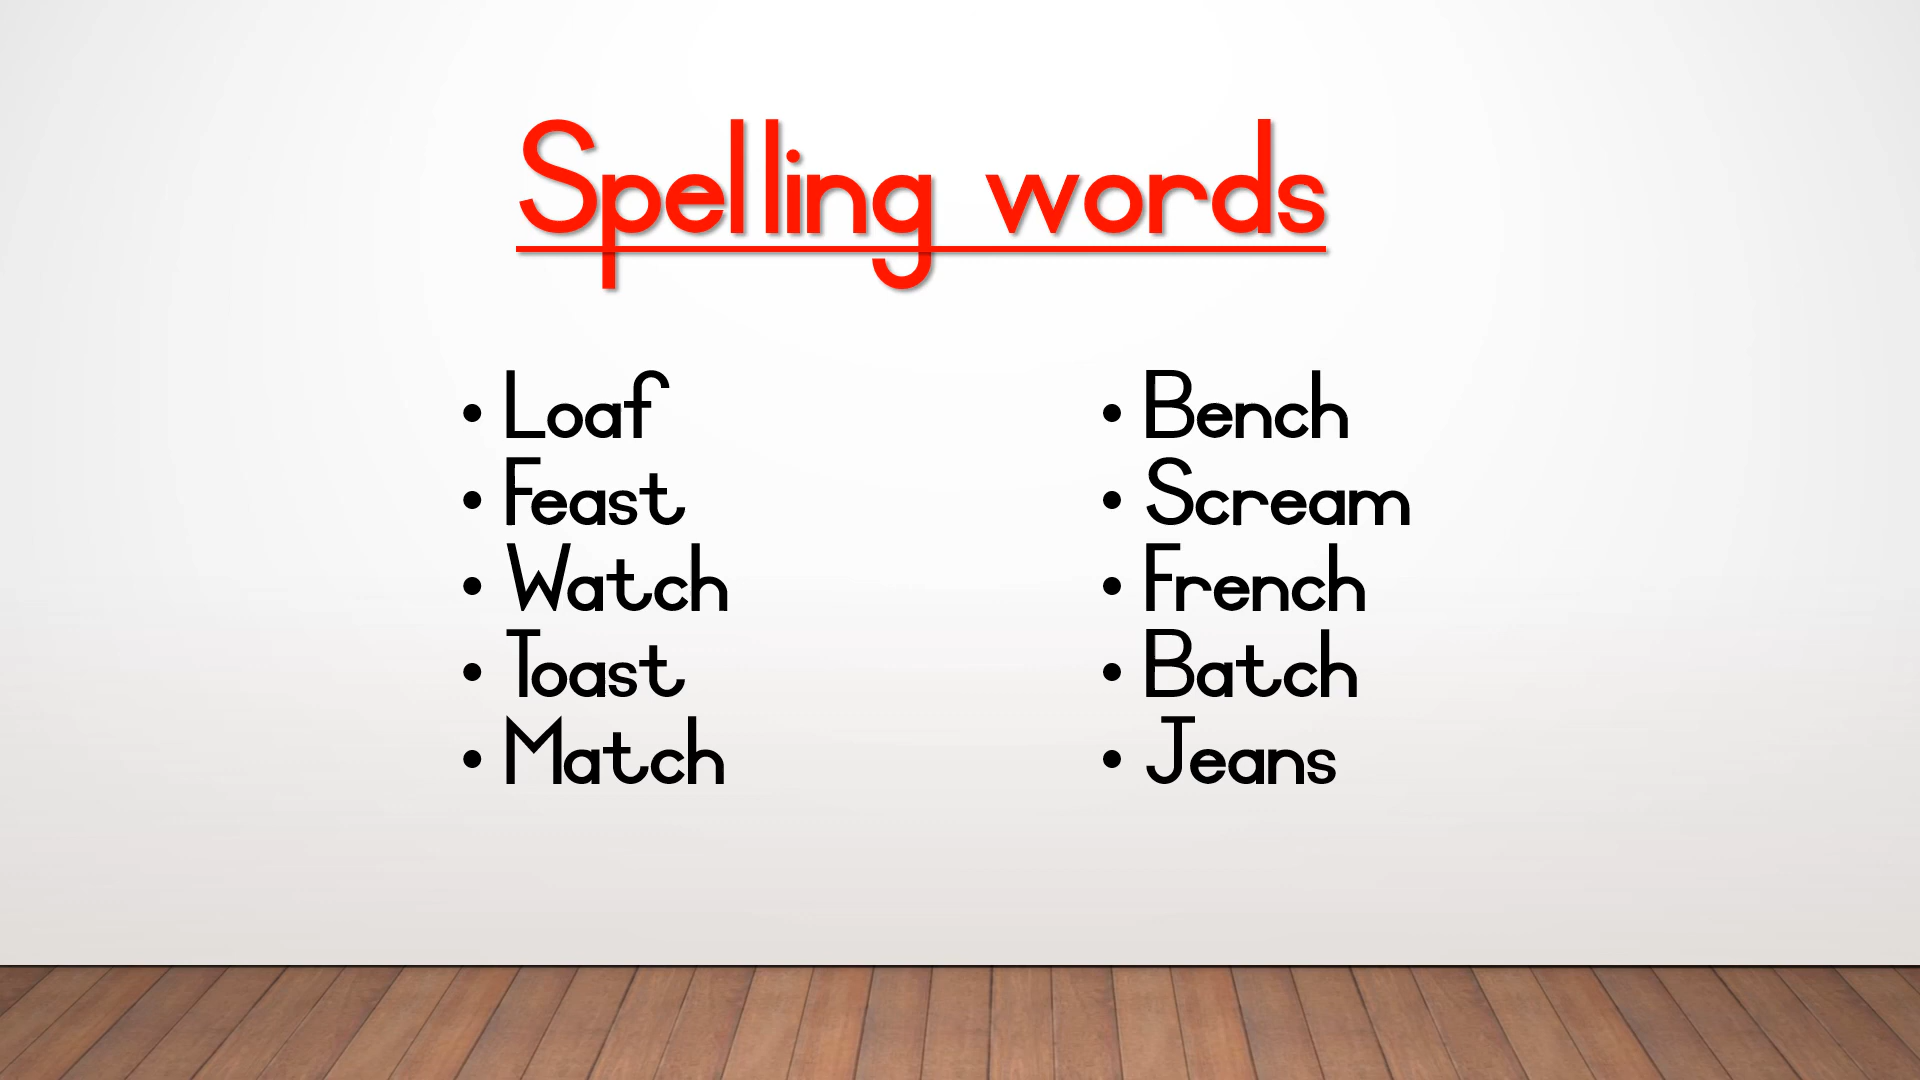 Spelling words
• Loaf
• Feast
• Watch
• Toast
• Match
• Bench
• Scream
• French
• Batch
• Jeans